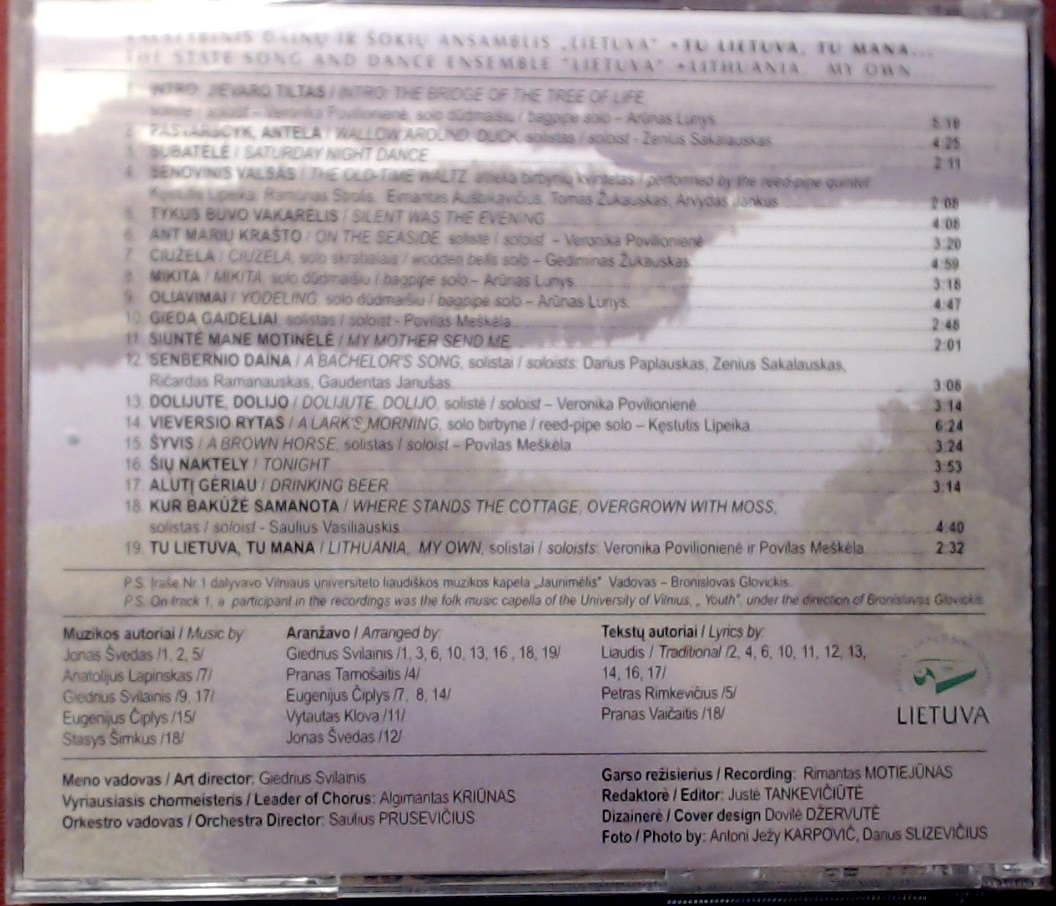 VALSTYBINIS DAINŲ IR ŠOKIŲ ANSAMBLIS „LIETUVA“ • TU LIETUVA, TU MANA...
THE STATE SONG AND DANCE ENSEMBLE "LIETUVA" • LITHUANIA, MY OWN...
1. INTRO: JIEVARO TILTAS / INTRO: THE BRIDGE OF THE TREE OF LIFE,
solistė / soloist – Veronika Povilionienė, solo dūdmaišiu / bagpipe solo – Arūnas Lunys 5:18
2. PASVARSCYK, ANTELA / WALLOW AROUND, DUCK, solistas / soloist - Zenius Sakalauskas 4:25
3. SUBATĖLĖ / SATURDAY NIGHT DANCE 2:11
4. SENOVINIS VALSAS / THE OLD-TIME WALTZ, atlieka birbynių kvintetas / performed by the reed-pipe quintet:
Kęstutis Lipeika, Ramūnas Strolis, Eimantas Aušbikavičius, Tomas Žukauskas, Arvydas Jankus 2:08
5. TYKUS BUVO VAKARĖLIS / SILENT WAS THE EVENING 4:08
6. ANT MARIŲ KRAŠTO / ON THE SEASIDE, solistė / soloist – Veronika Povilionienė 3:20
7. ČIUŽELA / ČIUŽELA, solo skrabalais / wooden bells solo – Gediminas Žukauskas 4:59
8. MIKITA / MIKITA, solo dūdmaišiu / bagpipe solo – Arūnas Lunys 3:18
9. OLIAVIMAI / YODELING, solo dūdmaišiu / bagpipe solo – Arūnas Lunys 4:47
10. GIEDA GAIDELIAI, solistas / soloist - Povilas Meškėla 2:48
11. SIUNTĖ MANE MOTINĖLĖ / MY MOTHER SEND ME 2:01
12. SENBERNIO DAINA / A BACHELOR'S SONG, solistai / soloists: Darius Paplauskas, Zenius Sakalauskas,
Ričardas Ramanauskas, Gaudentas Janušas 3:08
13. DOLIJUTE, DOLIJO / DOLIJUTE, DOLIJO, solistė / soloist – Veronika Povilionienė 3:14
14. VIEVERSIO RYTAS / A LARK'S MORNING, solo birbyne / reed-pipe solo – Kęstutis Lipeika 6:24
15. ŠYVIS / A BROWN HORSE, solistas / soloist – Povilas Meškėla 3:24
16. ŠIŲ NAKTELY / TONIGHT 3:53
17. ALUTĮ GĖRIAU / DRINKING BEER 3:14
18. KUR BAKŪŽĖ SAMANOTA / WHERE STANDS THE COTTAGE, OVERGROWN WITH MOSS,
solistas / soloist - Saulius Vasiliauskis 4:40
19. TU LIETUVA, TU MANA / LITHUANIA, MY OWN, solistai / soloists: Veronika Povilionienė ir Povilas Meškėla 2:32
P.S. Įraše Nr.1 dalyvavo Vilniaus universiteto liaudiškos muzikos kapela „Jaunimėlis“ Vadovas – Bronislovas Glovickis.
P.S. On track 1, a participant in the recordings was the folk music capella of the University of Vilnius, „ Youth“, under the direction of Bronislavas Glovickis.
Muzikos autoriai / Music by:
Jonas Švedas /1, 2, 5/
Anatolijus Lapinskas /7/
Giedrius Svilainis /9, 17/
Eugenijus Čiplys /15/
Stasys Šimkus /18/
Aranžavo / Arranged by:
Giedrius Svilainis /1, 3, 6, 10, 13, 16 , 18, 19/
Pranas Tamošaitis /4/
Eugenijus Čiplys /7, 8, 14/
Vytautas Klova /11/
Jonas Švedas /12/
Tekstų autoriai / Lyrics by:
Liaudis / Traditional /2, 4, 6, 10, 11, 12, 13,
14, 16, 17/
Petras Rimkevičius /5/
Pranas Vaičaitis /18/
LIETUVA
Meno vadovas / Art director: Giedrius Svilainis
Vyriausiasis chormeisteris / Leader of Chorus: Algimantas KRIŪNAS
Orkestro vadovas / Orchestra Director: Saulius PRUSEVIČIUS
Garso režisierius / Recording: Rimantas MOTIEJŪNAS
Redaktorė / Editor: Justė TANKEVIČIŪTĖ
Dizainerė / Cover design Dovilė DŽERVUTĖ
Foto / Photo by: Antoni Ježy KARPOVIČ, Darius SLIZEVIČIUS